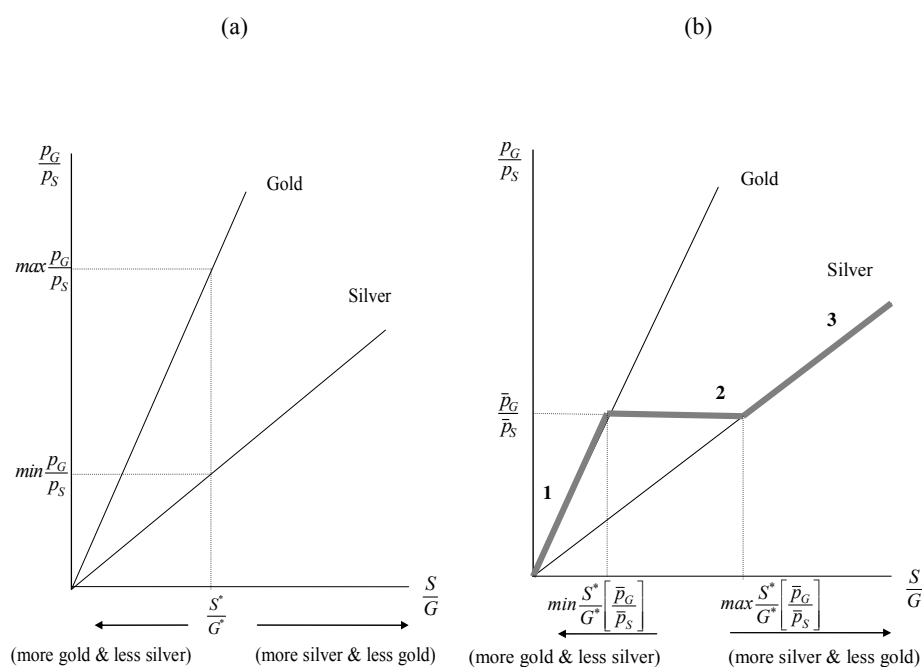 (a)
p_G / p_S
Gold
max p_G / p_S
Silver
min p_G / p_S
S* / G*
S / G
(more gold & less silver)
(more silver & less gold)
(b)
p_G / p_S
Gold
Silver
3
2
p̄_G / p̄_S
1
min S* / G* [ p̄_G / p̄_S ]
max S* / G* [ p̄_G / p̄_S ]
S / G
(more gold & less silver)
(more silver & less gold)